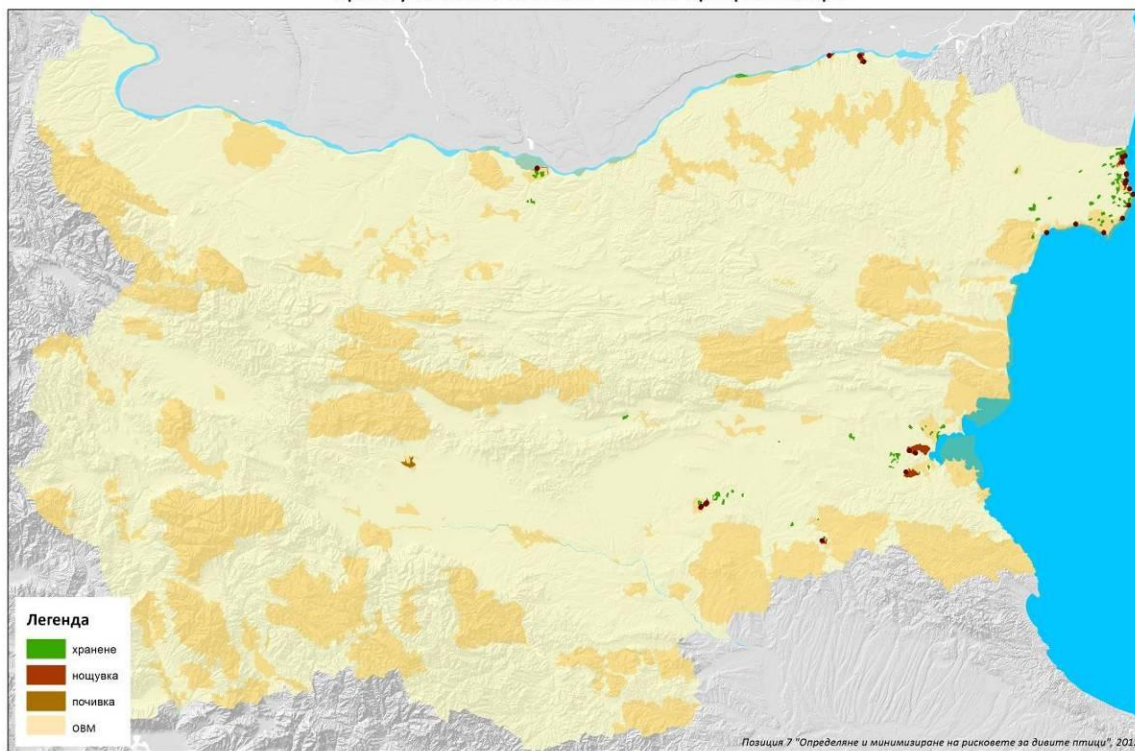 Легенда
хранене
нощувка
почивка
ОВМ
Позиция 7 "Определяне и минимизиране на рисковете за дивите птици", 201